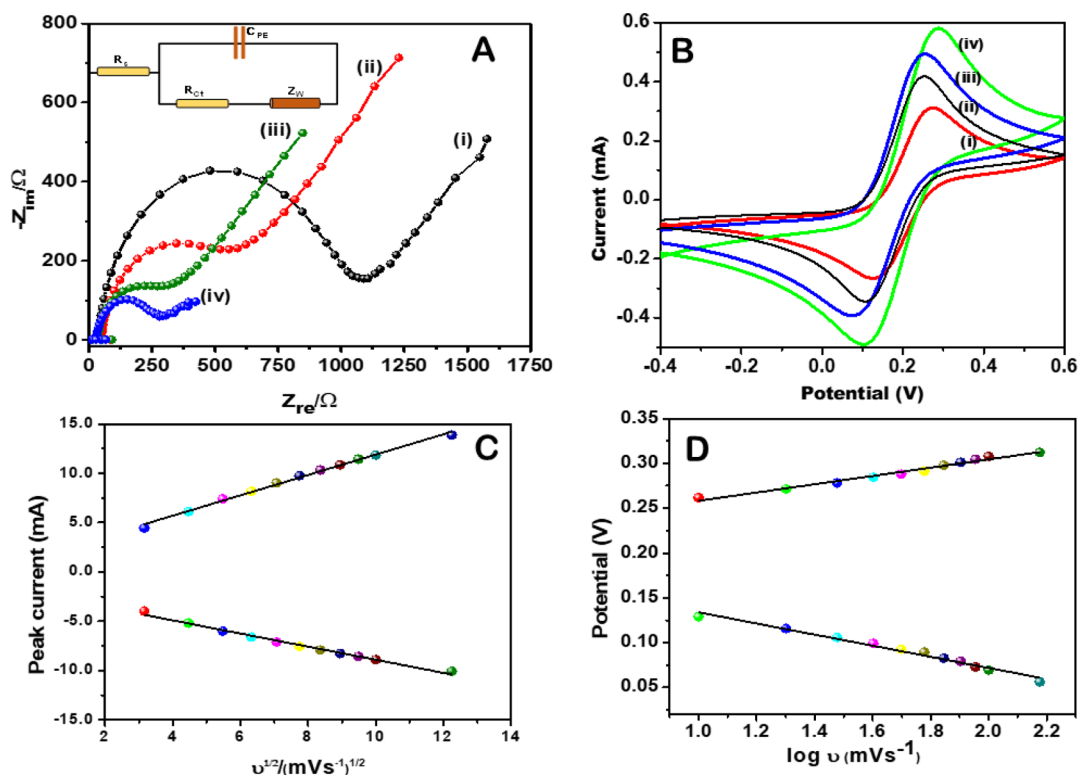 A
800
600
400
200
0
-Z_im/Ω
C_PE
R_s
R_Ct
Z_W
(i)
(ii)
(iii)
(iv)
0 250 500 750 1000 1250 1500 1750
Z_re/Ω
B
0.6
0.4
0.2
0.0
-0.2
-0.4
Current (mA)
(iv)
(iii)
(ii)
(i)
-0.4 -0.2 0.0 0.2 0.4 0.6
Potential (V)
C
15.0
10.0
5.0
0.0
-5.0
-10.0
-15.0
Peak current (mA)
2 4 6 8 10 12 14
υ^1/2/(mVs^-1)^1/2
D
0.35
0.30
0.25
0.20
0.15
0.10
0.05
Potential (V)
1.0 1.2 1.4 1.6 1.8 2.0 2.2
log υ (mVs^-1)